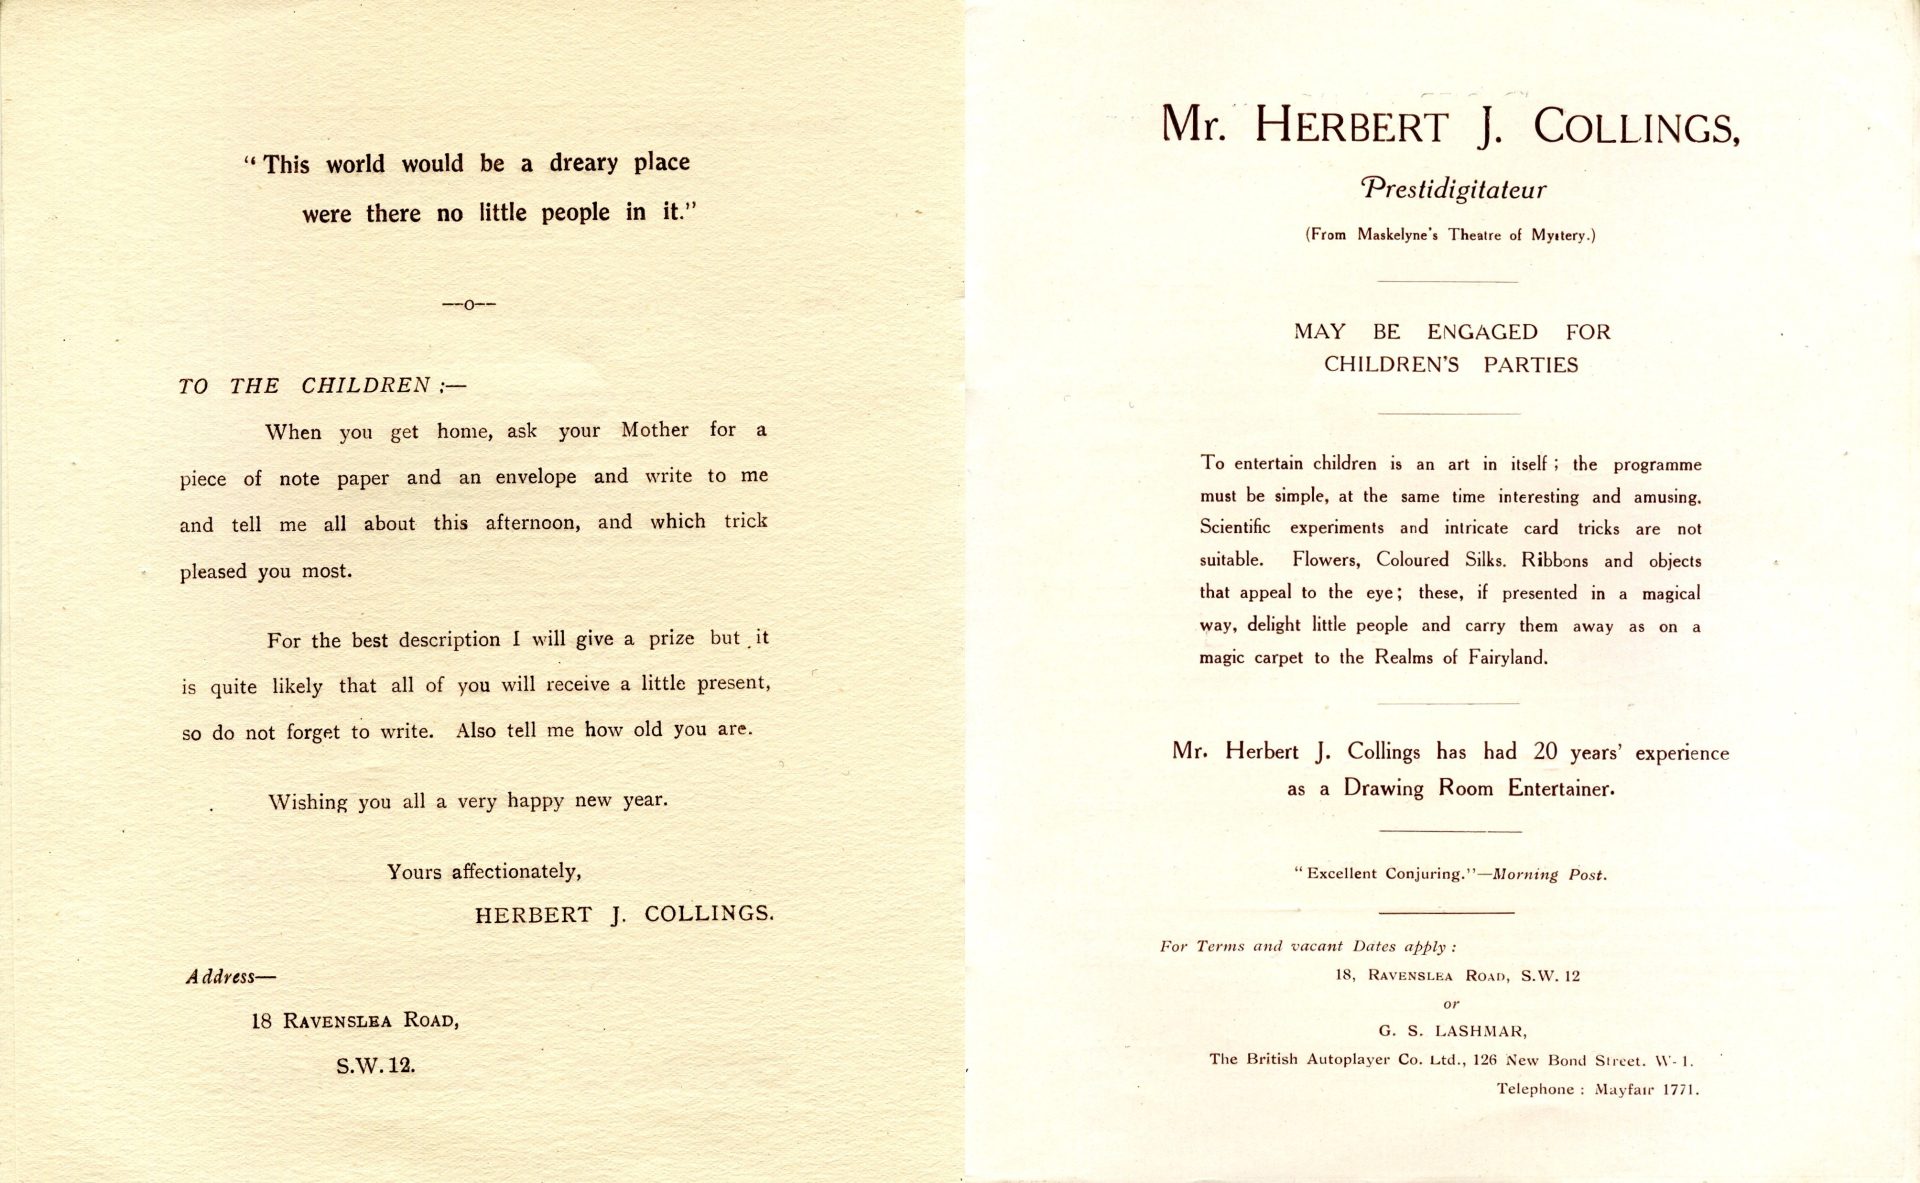 “This world would be a dreary place
were there no little people in it.”
—o—
TO THE CHILDREN :—
When you get home, ask your Mother for a
piece of note paper and an envelope and write to me
and tell me all about this afternoon, and which trick
pleased you most.
For the best description I will give a prize but it
is quite likely that all of you will receive a little present,
so do not forget to write. Also tell me how old you are.
Wishing you all a very happy new year.
Yours affectionately,
HERBERT J. COLLINGS.
Address—
18 RAVENSLEA ROAD,
S.W. 12.
Mr. HERBERT J. COLLINGS,
Prestidigitateur
(From Maskelyne’s Theatre of Mystery.)
MAY BE ENGAGED FOR
CHILDREN’S PARTIES
To entertain children is an art in itself ; the programme
must be simple, at the same time interesting and amusing.
Scientific experiments and intricate card tricks are not
suitable. Flowers, Coloured Silks. Ribbons and objects
that appeal to the eye ; these, if presented in a magical
way, delight little people and carry them away as on a
magic carpet to the Realms of Fairyland.
Mr. Herbert J. Collings has had 20 years’ experience
as a Drawing Room Entertainer.
“Excellent Conjuring.”—Morning Post.
For Terms and vacant Dates apply :
18, RAVENSLEA ROAD, S.W. 12
or
G. S. LASHMAR,
The British Autoplayer Co. Ltd., 126 New Bond Street. W-1.
Telephone : Mayfair 1771.